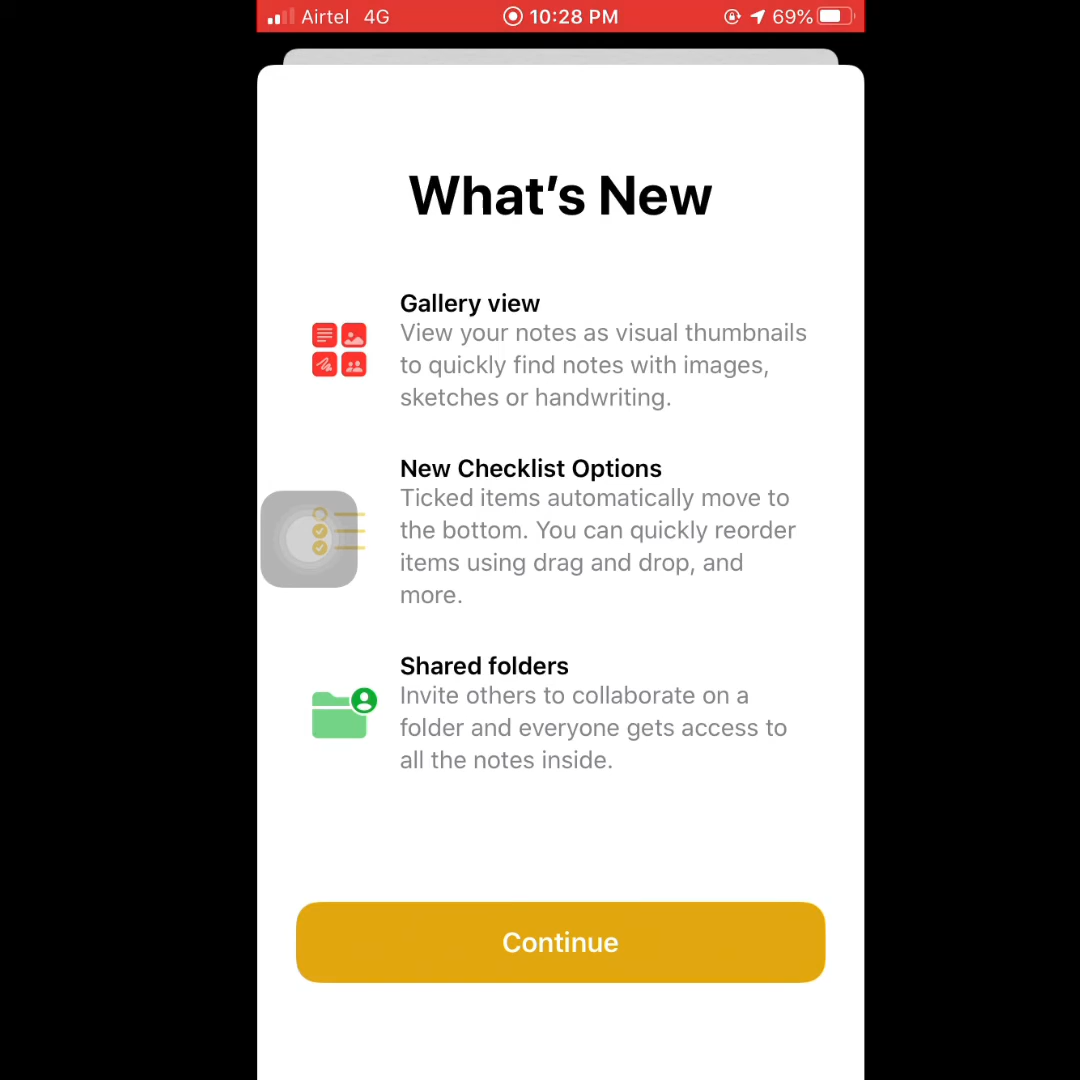 Airtel 4G 10:28 PM 69%
What's New
Gallery view
View your notes as visual thumbnails
to quickly find notes with images,
sketches or handwriting.
New Checklist Options
Ticked items automatically move to
the bottom. You can quickly reorder
items using drag and drop, and
more.
Shared folders
Invite others to collaborate on a
folder and everyone gets access to
all the notes inside.
Continue